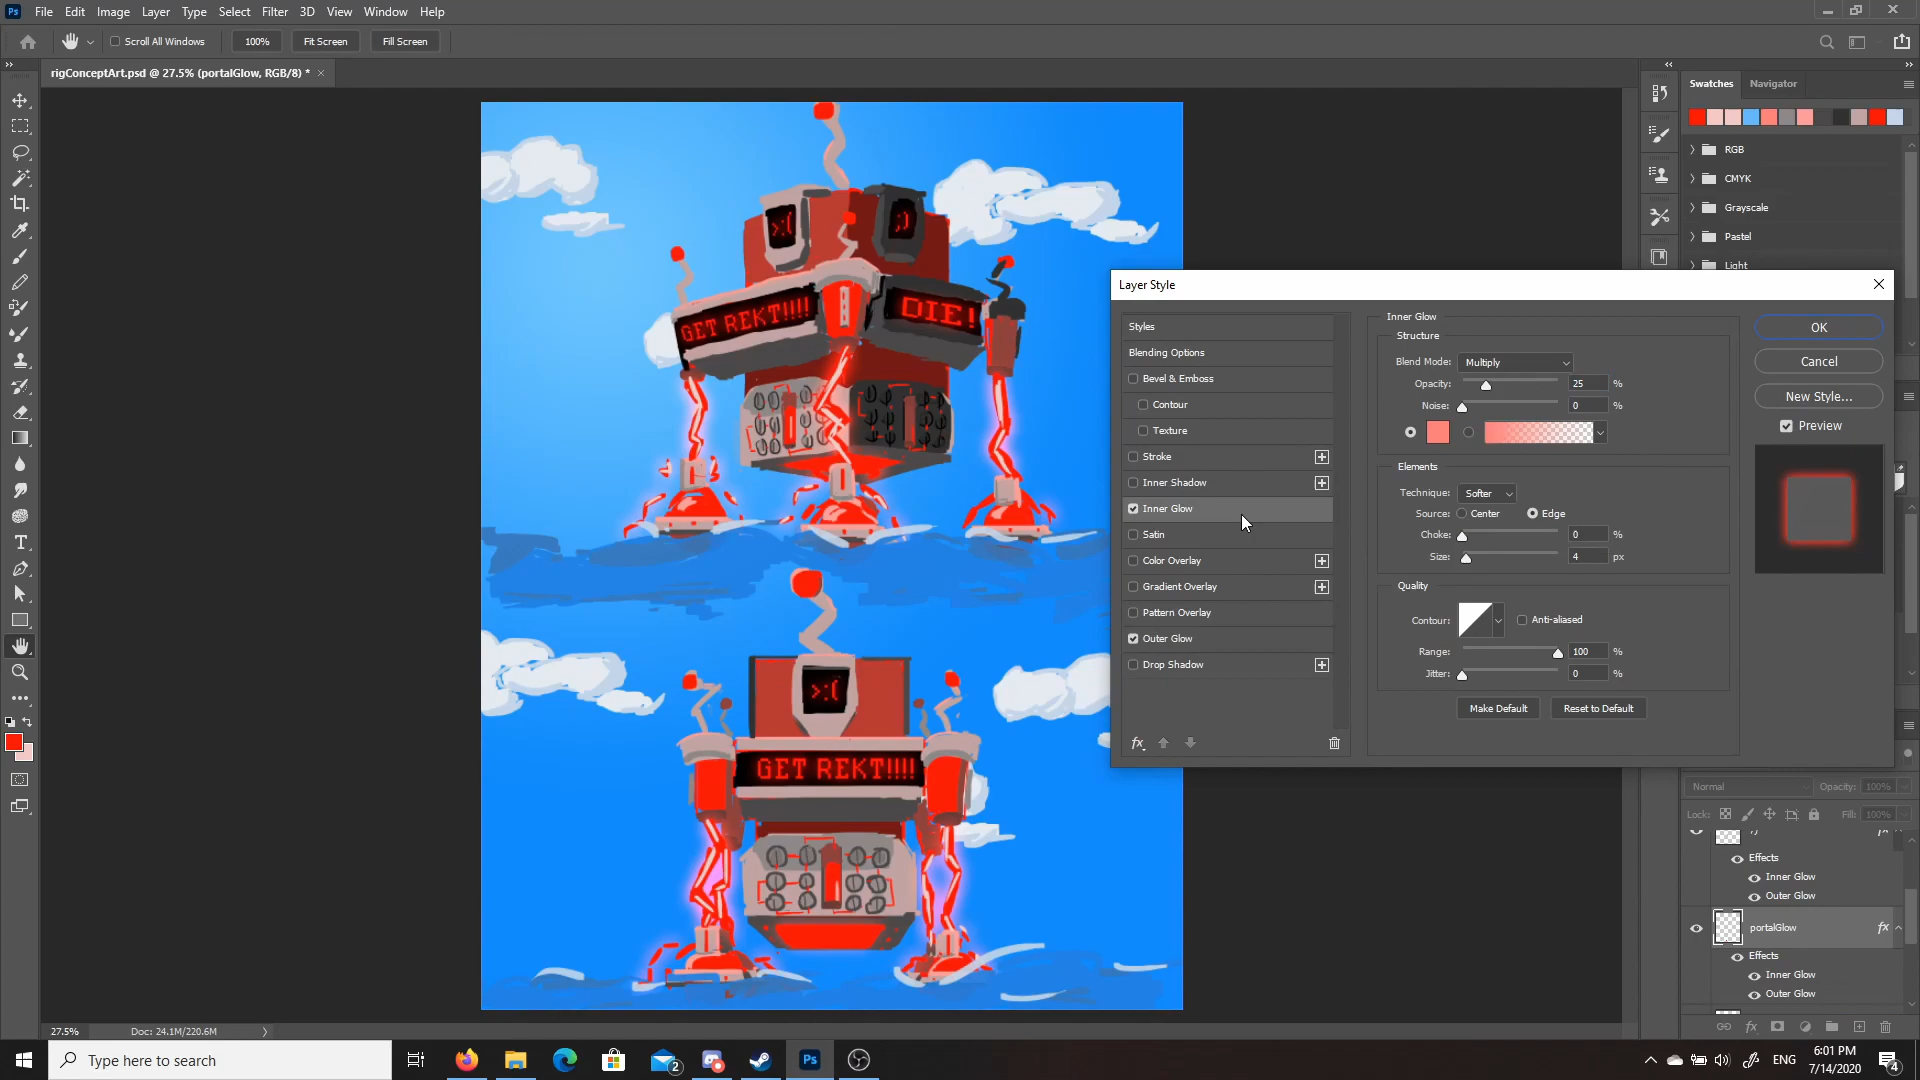 Ps File Edit Image Layer Type Select Filter 3D View Window Help
Scroll All Windows 100% Fit Screen Fill Screen
rigConceptArt.psd @ 27.5% (portalGlow, RGB/8) * ×
Swatches Navigator
RGB
CMYK
Grayscale
Pastel
Light
>:( ;)
GET REKT!!!! DIE!
>:(
GET REKT!!!!
Layer Style
Styles
Blending Options
Bevel & Emboss
Contour
Texture
Stroke
Inner Shadow
Inner Glow
Satin
Color Overlay
Gradient Overlay
Pattern Overlay
Outer Glow
Drop Shadow
fx
Inner Glow
Structure
Blend Mode: Multiply
Opacity: 25 %
Noise: 0 %
Elements
Technique: Softer
Source: Center Edge
Choke: 0 %
Size: 4 px
Quality
Contour: Anti-aliased
Range: 100 %
Jitter: 0 %
Make Default Reset to Default
OK
Cancel
New Style...
Preview
Normal Opacity: 100%
Lock: Fill: 100%
Effects
Inner Glow
Outer Glow
portalGlow fx
Effects
Inner Glow
Outer Glow
fx
27.5% Doc: 24.1M/220.6M
Type here to search
2
Ps
ENG
6:01 PM
7/14/2020
4